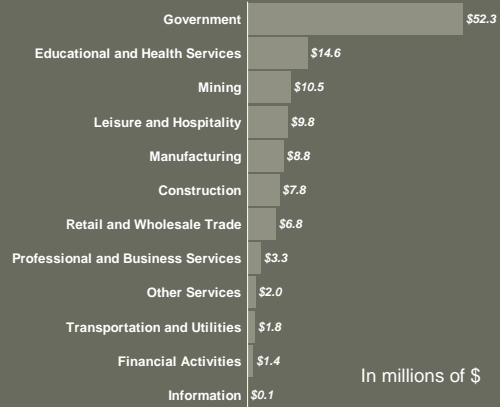 Government $52.3
Educational and Health Services $14.6
Mining $10.5
Leisure and Hospitality $9.8
Manufacturing $8.8
Construction $7.8
Retail and Wholesale Trade $6.8
Professional and Business Services $3.3
Other Services $2.0
Transportation and Utilities $1.8
Financial Activities $1.4
In millions of $
Information $0.1